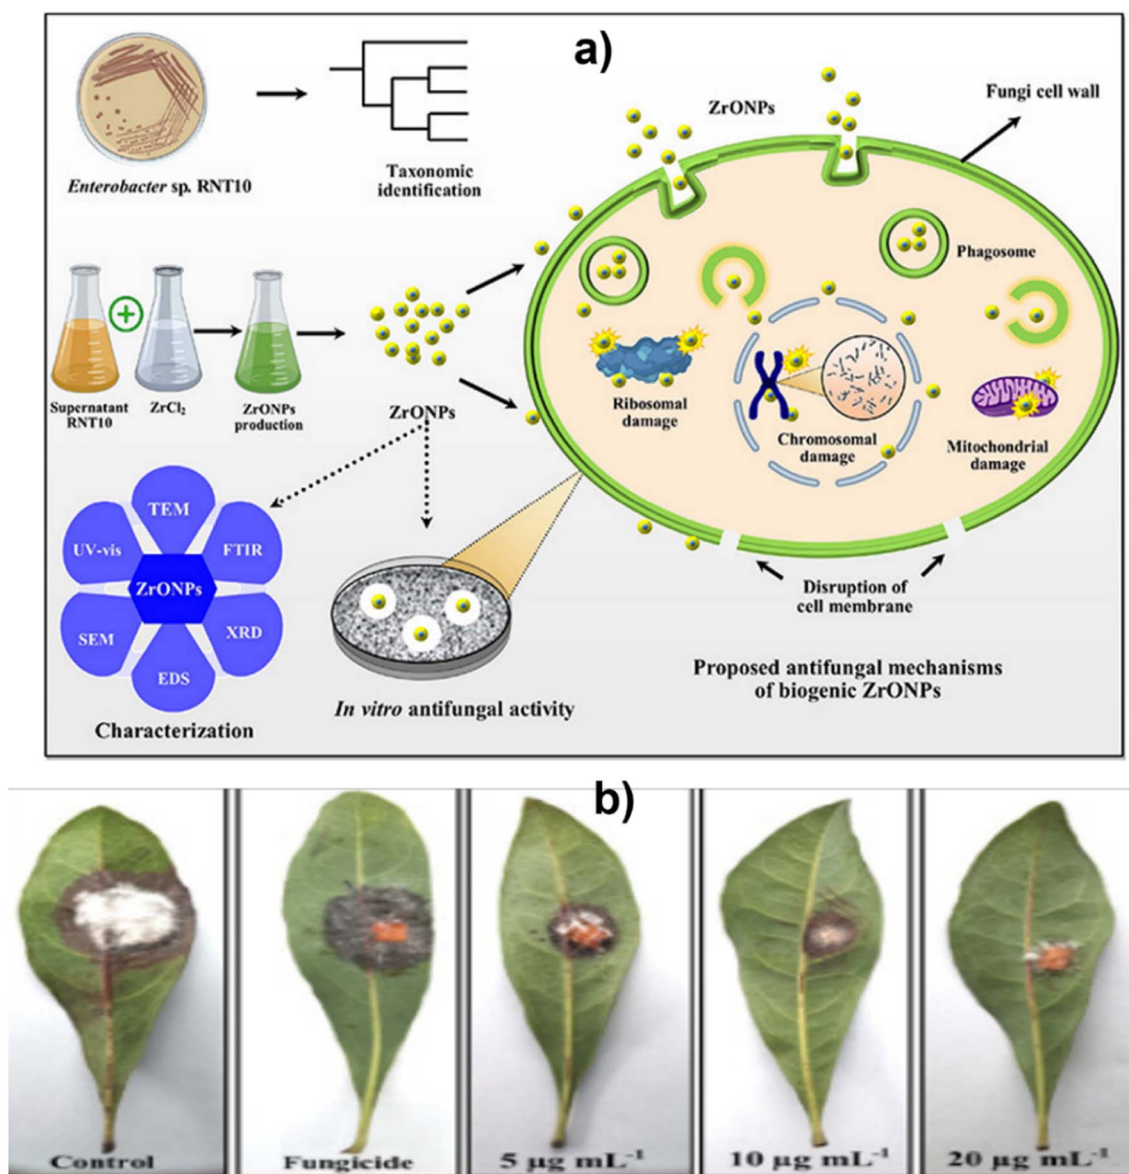 a)
Enterobacter sp. RNT10
Taxonomic
identification
ZrONPs
Fungi cell wall
Phagosome
Ribosomal
damage
Chromosomal
damage
Mitochondrial
damage
Supernatant
RNT10
ZrCl₂
ZrONPs
production
ZrONPs
TEM
UV-vis
FTIR
ZrONPs
SEM
XRD
EDS
Characterization
In vitro antifungal activity
Disruption of
cell membrane
Proposed antifungal mechanisms
of biogenic ZrONPs
b)
Control
Fungicide
5 µg mL⁻¹
10 µg mL⁻¹
20 µg mL⁻¹